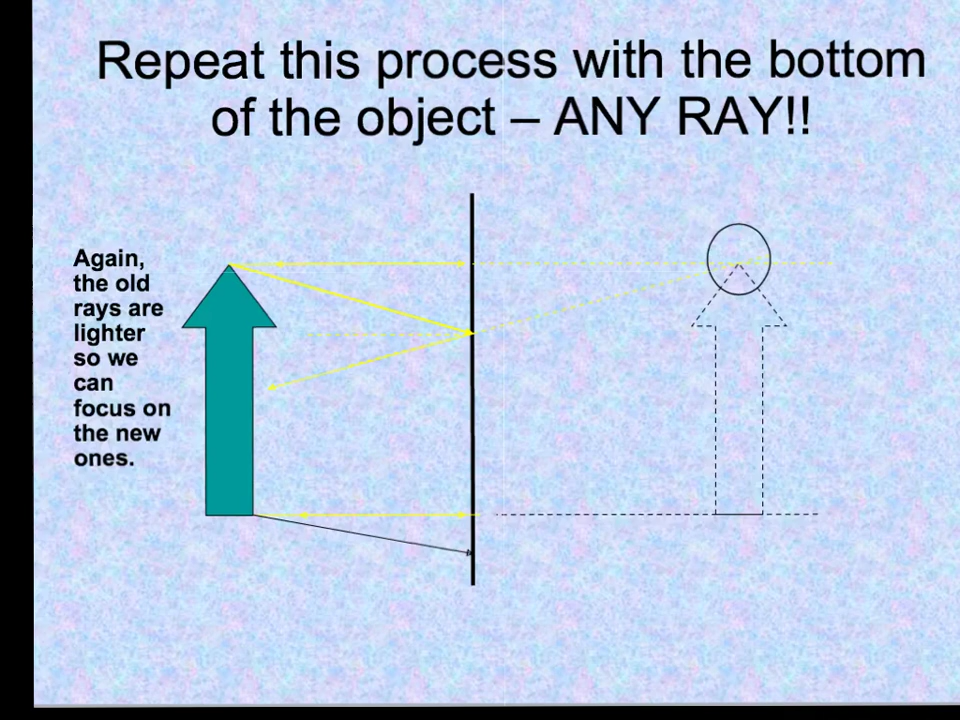 Repeat this process with the bottom
of the object – ANY RAY!!
Again,
the old
rays are
lighter
so we
can
focus on
the new
ones.